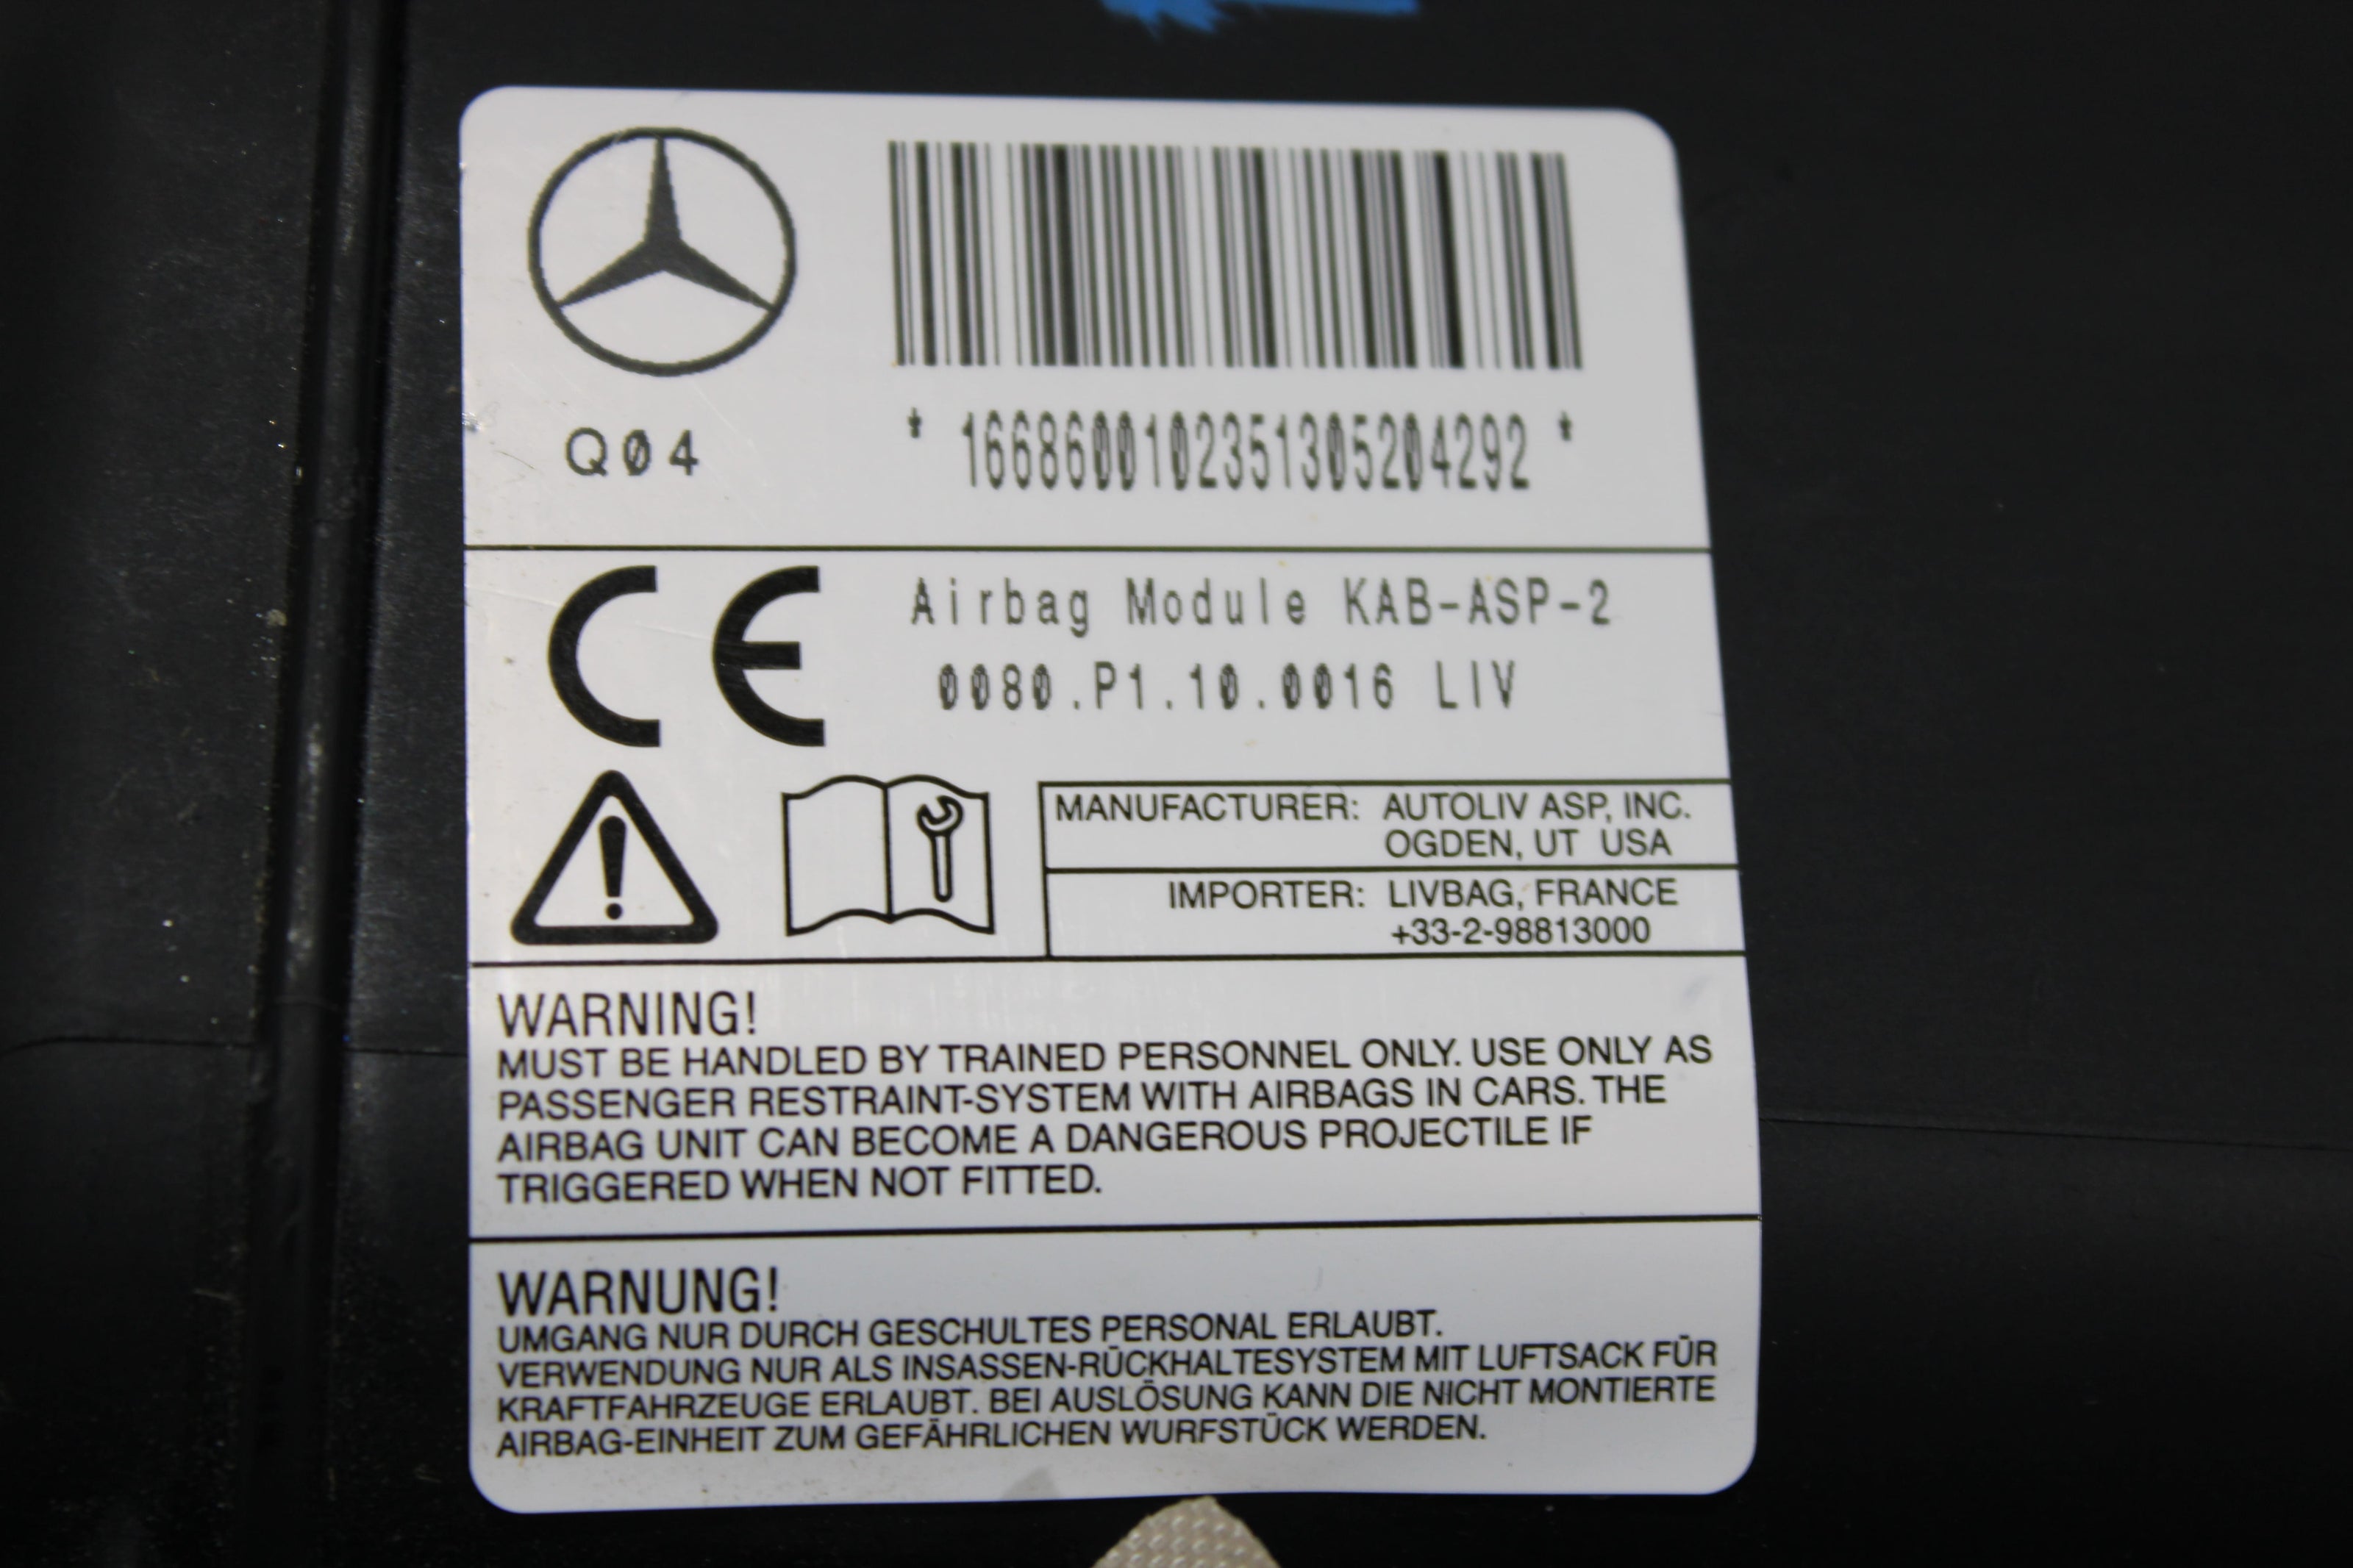 Q04
* 1668600102351305204292 *
CE
Airbag Module KAB-ASP-2
0080.P1.10.0016 LIV
MANUFACTURER: AUTOLIV ASP, INC.
OGDEN, UT USA
IMPORTER: LIVBAG, FRANCE
+33-2-98813000
WARNING!
MUST BE HANDLED BY TRAINED PERSONNEL ONLY. USE ONLY AS
PASSENGER RESTRAINT-SYSTEM WITH AIRBAGS IN CARS. THE
AIRBAG UNIT CAN BECOME A DANGEROUS PROJECTILE IF
TRIGGERED WHEN NOT FITTED.
WARNUNG!
UMGANG NUR DURCH GESCHULTES PERSONAL ERLAUBT.
VERWENDUNG NUR ALS INSASSEN-RÜCKHALTESYSTEM MIT LUFTSACK FÜR
KRAFTFAHRZEUGE ERLAUBT. BEI AUSLÖSUNG KANN DIE NICHT MONTIERTE
AIRBAG-EINHEIT ZUM GEFÄHRLICHEN WURFSTÜCK WERDEN.